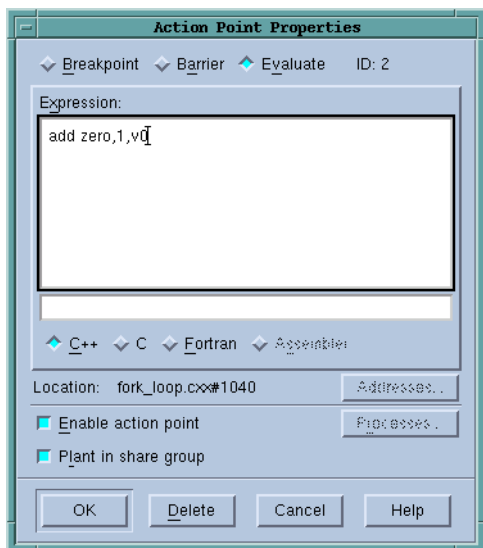 Action Point Properties
Breakpoint Barrier Evaluate ID: 2
Expression:
add zero,1,v0
C++ C Fortran Assembler
Location: fork_loop.cxx#1040 Addresses...
Enable action point Processes...
Plant in share group
OK Delete Cancel Help